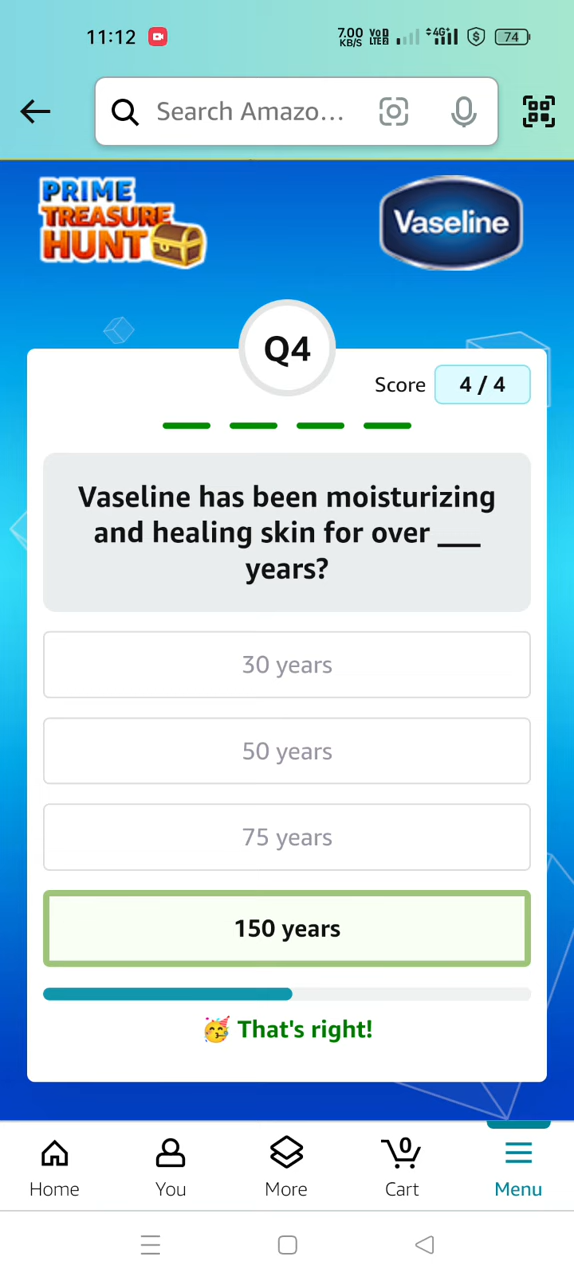 11:12
7.00 KB/S VoD LTE2 4G+ $ 74
Search Amazo...
PRIME
TREASURE
HUNT
Vaseline
Q4
Score 4 / 4
Vaseline has been moisturizing
and healing skin for over ___
years?
30 years
50 years
75 years
150 years
🥳 That's right!
0
Home You More Cart Menu